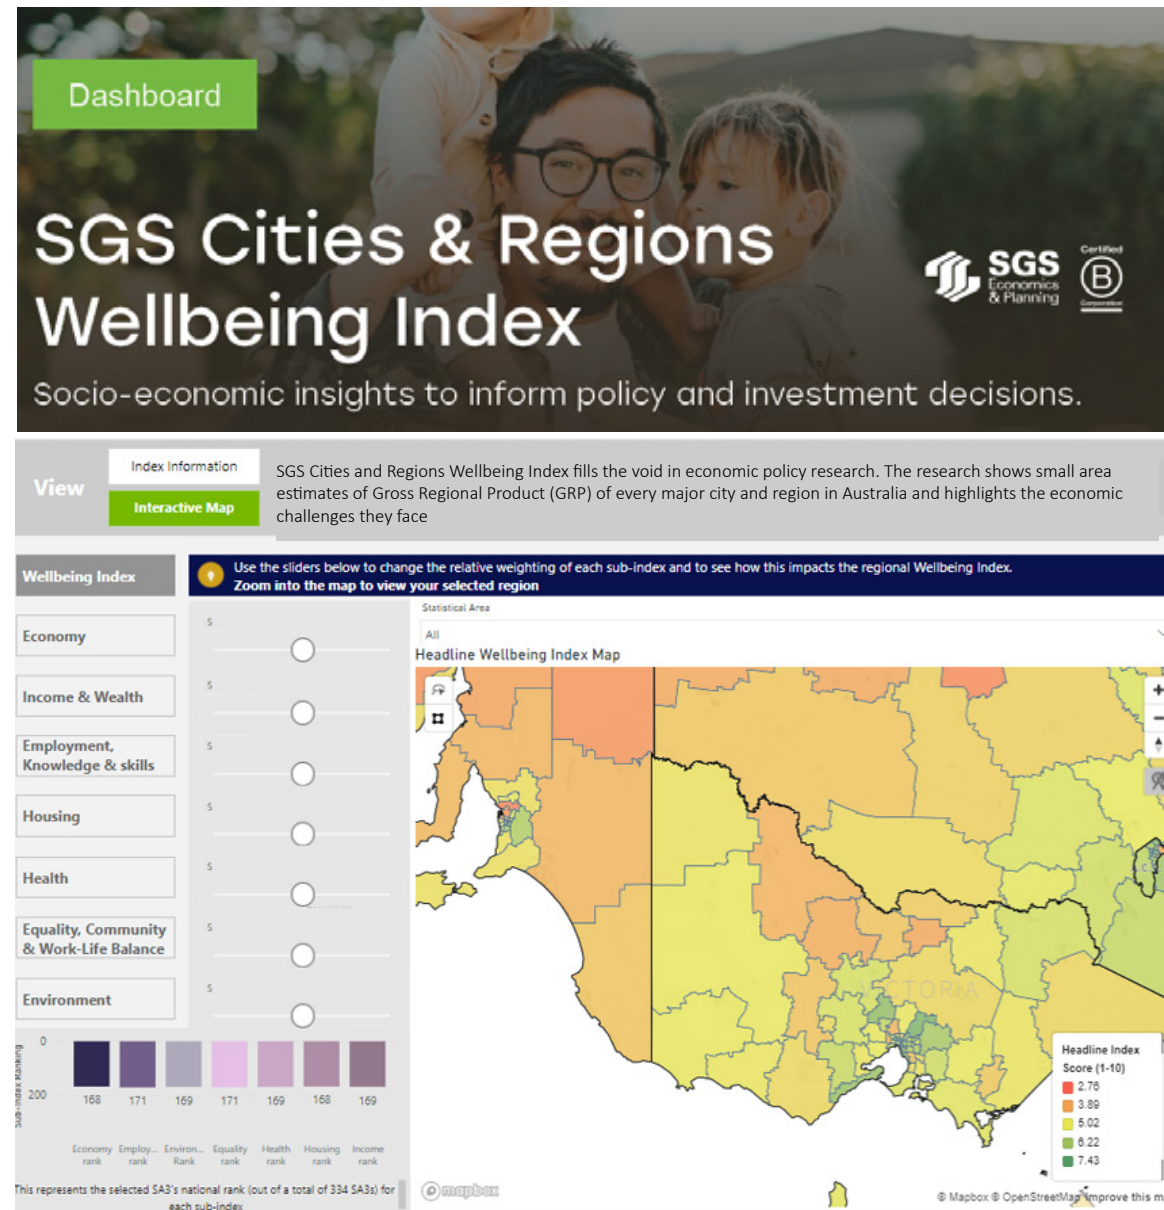 Dashboard
SGS Cities & Regions
Wellbeing Index
Socio-economic insights to inform policy and investment decisions.
SGS
Economics
& Planning
Certified
B
Corporation
View
Index Information
Interactive Map
SGS Cities and Regions Wellbeing Index fills the void in economic policy research. The research shows small area
estimates of Gross Regional Product (GRP) of every major city and region in Australia and highlights the economic
challenges they face
Wellbeing Index
Use the sliders below to change the relative weighting of each sub-index and to see how this impacts the regional Wellbeing Index.
Zoom into the map to view your selected region
Economy
5
Income & Wealth
5
Employment,
Knowledge & skills
5
Housing
5
Health
5
Equality, Community
& Work-Life Balance
5
Environment
5
Statistical Area
All
Headline Wellbeing Index Map
VICTORIA
Headline Index
Score (1-10)
2.76
3.89
5.02
6.22
7.43
Sub-Index Ranking
0
200
168 171 169 171 169 168 169
Economy rank
Employ... rank
Environ... Rank
Equality rank
Health rank
Housing rank
Income rank
This represents the selected SA3's national rank (out of a total of 334 SA3s) for
each sub-index
mapbox
© Mapbox © OpenStreetMap Improve this m